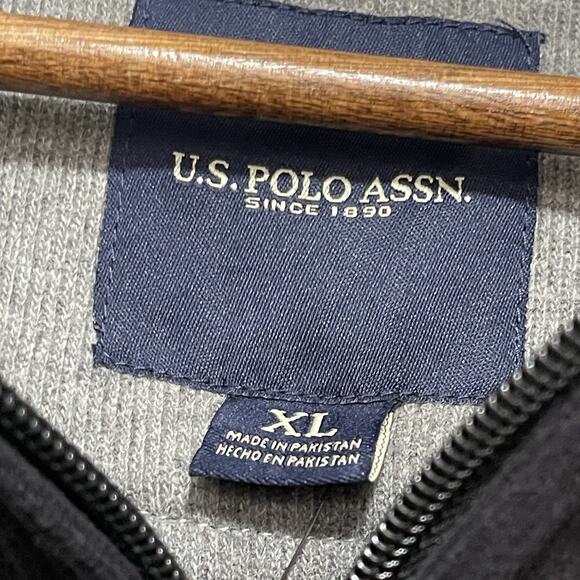 U.S. POLO ASSN.
SINCE 1890
XL
MADE IN PAKISTAN
HECHO EN PAKISTAN